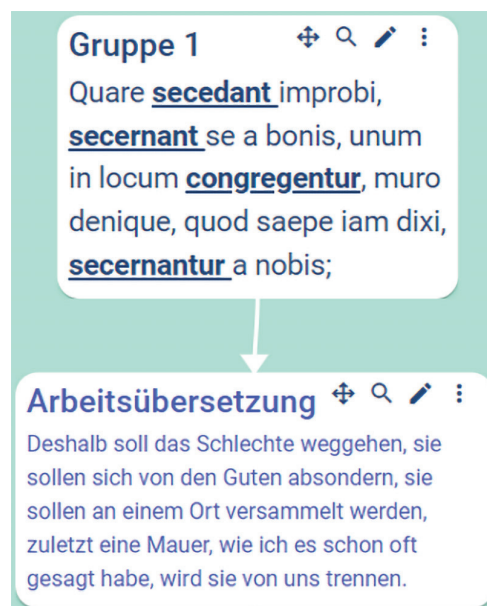 Gruppe 1
Quare secedant improbi,
secernant se a bonis, unum
in locum congregentur, muro
denique, quod saepe iam dixi,
secernantur a nobis;
Arbeitsübersetzung
Deshalb soll das Schlechte weggehen, sie
sollen sich von den Guten absondern, sie
sollen an einem Ort versammelt werden,
zuletzt eine Mauer, wie ich es schon oft
gesagt habe, wird sie von uns trennen.